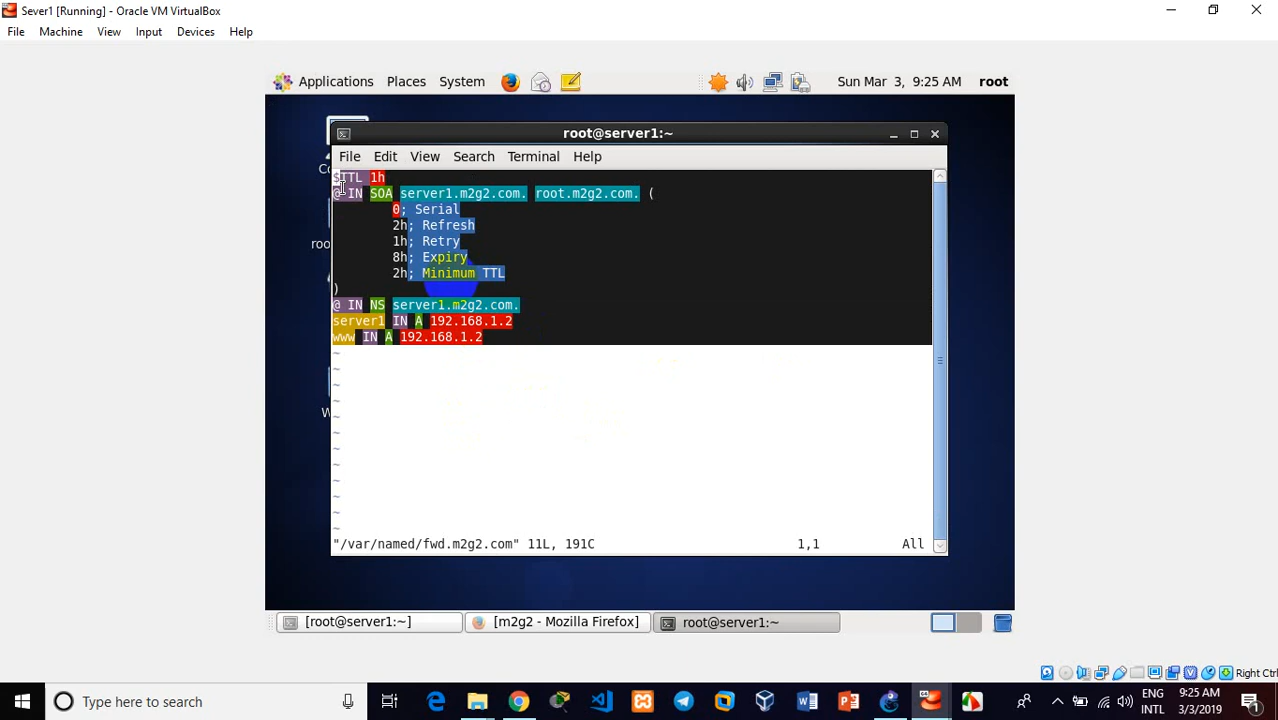 Sever1 [Running] - Oracle VM VirtualBox
File Machine View Input Devices Help
Applications Places System Sun Mar 3, 9:25 AM root
root@server1:~
File Edit View Search Terminal Help
$TTL 1h
@ IN SOA server1.m2g2.com. root.m2g2.com. (
0; Serial
2h; Refresh
1h; Retry
8h; Expiry
2h; Minimum TTL
)
@ IN NS server1.m2g2.com.
server1 IN A 192.168.1.2
www IN A 192.168.1.2
~
~
~
~
~
~
~
~
~
~
~
~
"/var/named/fwd.m2g2.com" 11L, 191C 1,1 All
[root@server1:~] [m2g2 - Mozilla Firefox] root@server1:~
Right Ctrl
Type here to search
ENG 9:25 AM
INTL 3/3/2019